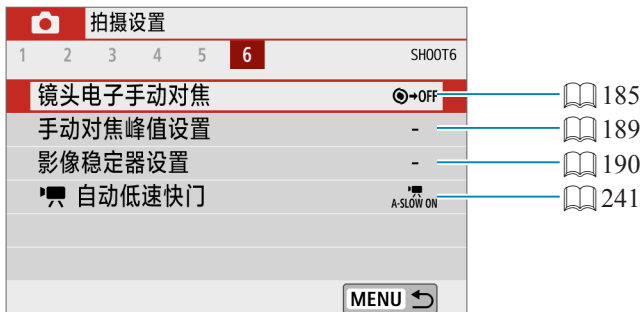 拍摄设置
1 2 3 4 5 6 SHOOT6
镜头电子手动对焦 OFF 185
手动对焦峰值设置 - 189
影像稳定器设置 - 190
自动低速快门 A-SLOW ON 241
MENU